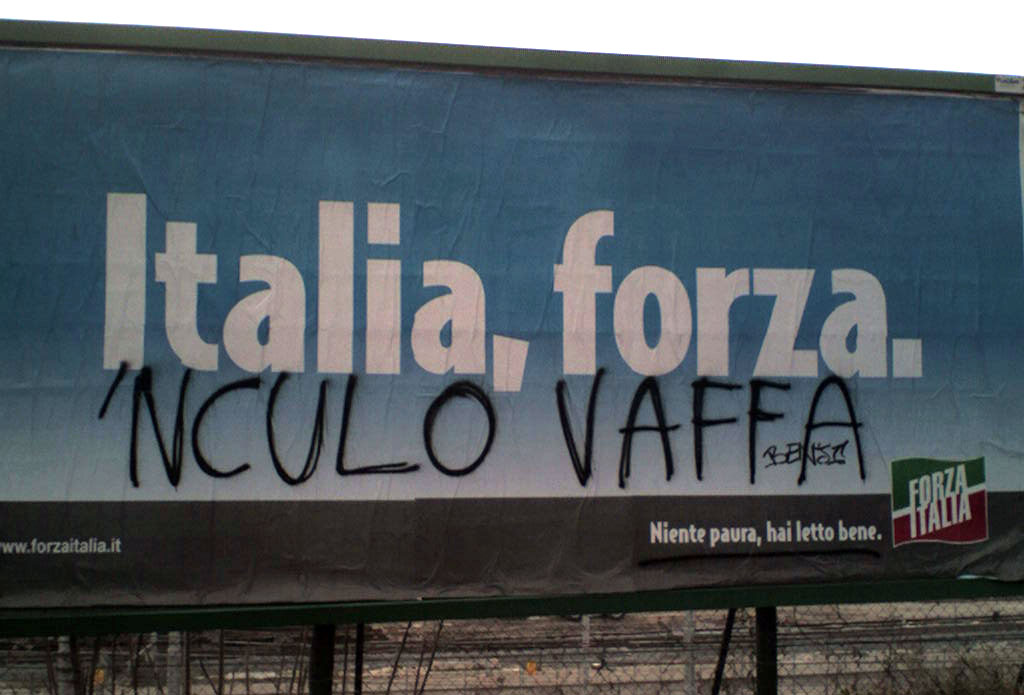 Italia, forza.
'NCULO VAFFA
www.forzaitalia.it
Niente paura, hai letto bene.
FORZA
ITALIA